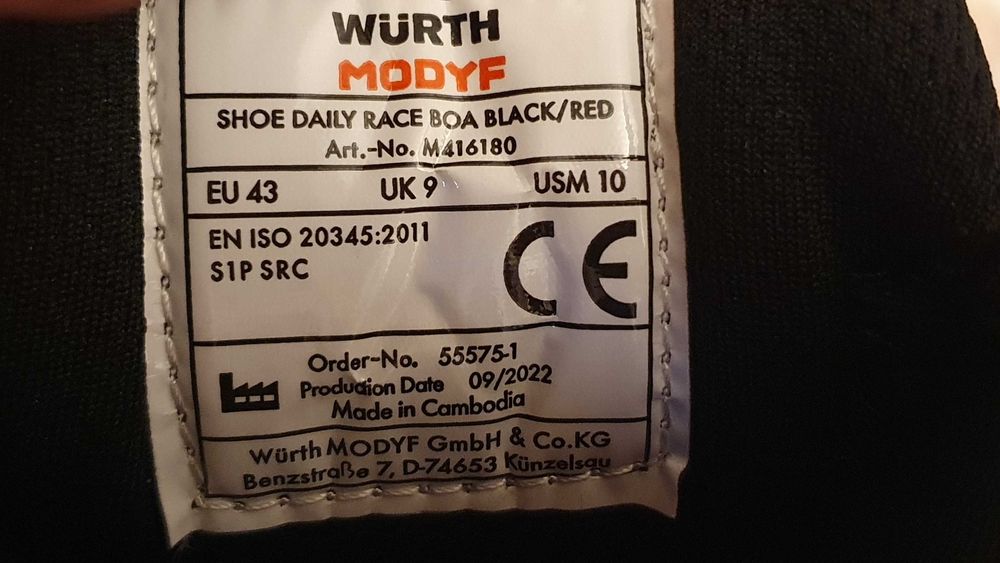 WÜRTH
MODYF
SHOE DAILY RACE BOA BLACK/RED
Art.-No. M416180
EU 43 UK 9 USM 10
EN ISO 20345:2011
S1P SRC
CE
Order-No. 55575-1
Production Date 09/2022
Made in Cambodia
Würth MODYF GmbH & Co.KG
Benzstraße 7, D-74653 Künzelsau